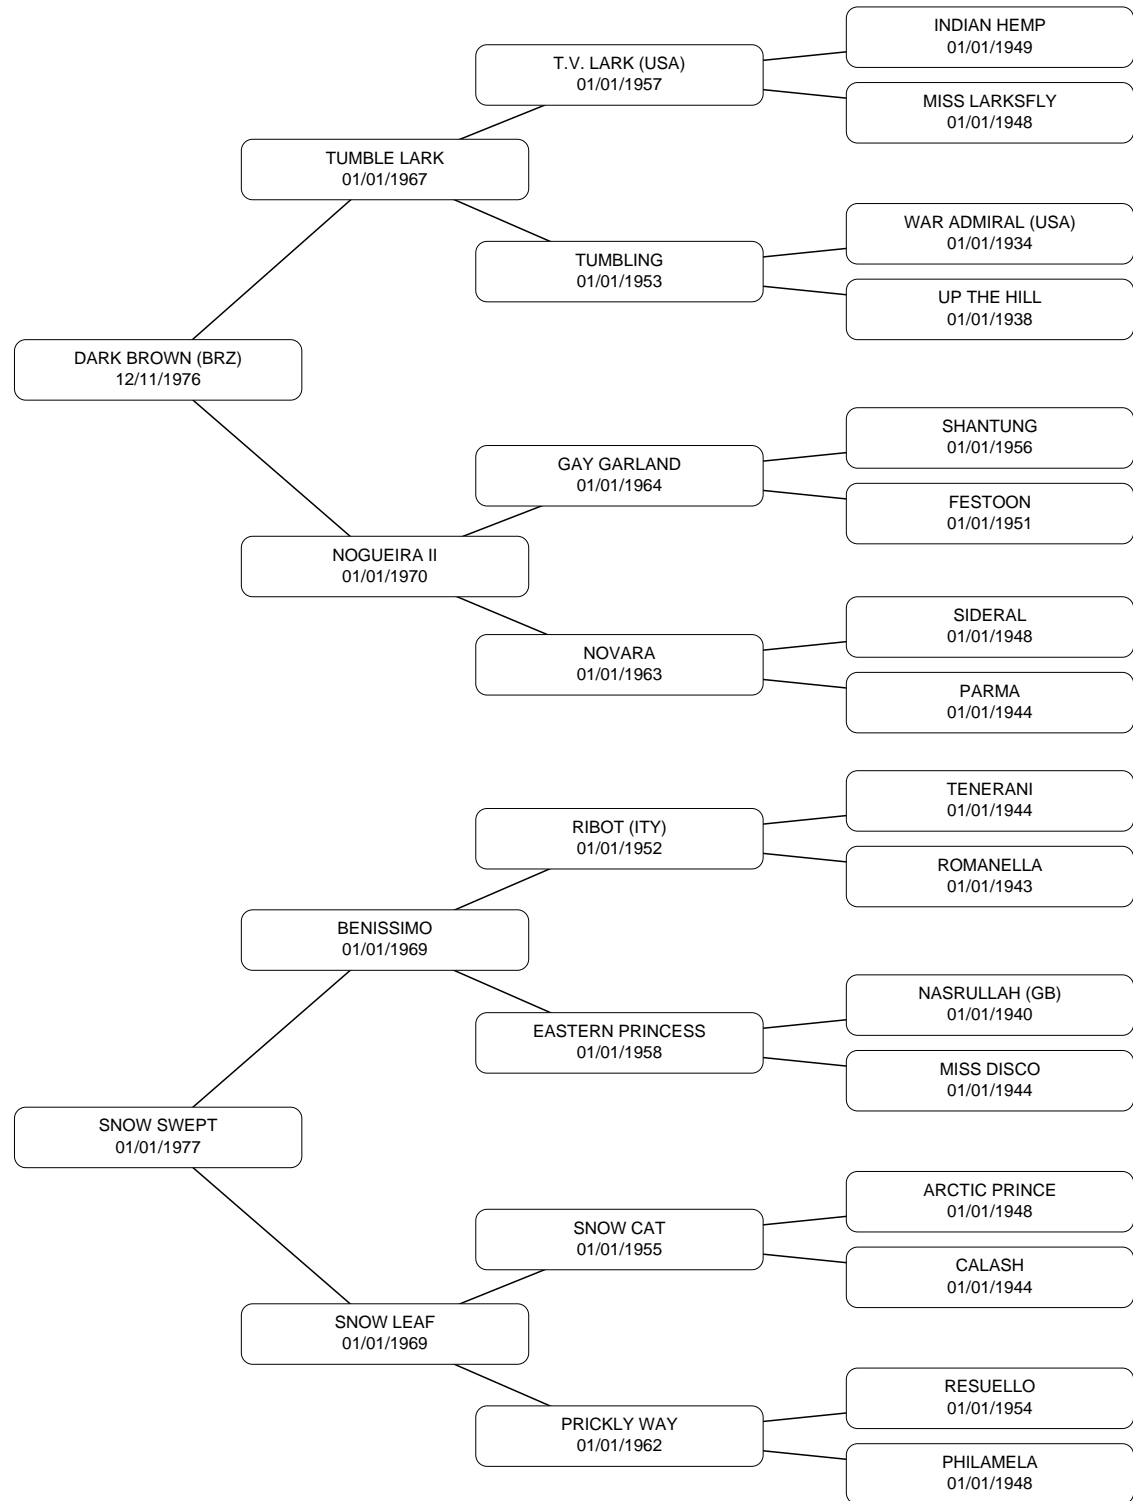 INDIAN HEMP
01/01/1949
T.V. LARK (USA)
01/01/1957
MISS LARKSFLY
01/01/1948
TUMBLE LARK
01/01/1967
WAR ADMIRAL (USA)
01/01/1934
TUMBLING
01/01/1953
UP THE HILL
01/01/1938
DARK BROWN (BRZ)
12/11/1976
SHANTUNG
01/01/1956
GAY GARLAND
01/01/1964
FESTOON
01/01/1951
NOGUEIRA II
01/01/1970
SIDERAL
01/01/1948
NOVARA
01/01/1963
PARMA
01/01/1944
TENERANI
01/01/1944
RIBOT (ITY)
01/01/1952
ROMANELLA
01/01/1943
BENISSIMO
01/01/1969
NASRULLAH (GB)
01/01/1940
EASTERN PRINCESS
01/01/1958
MISS DISCO
01/01/1944
SNOW SWEPT
01/01/1977
ARCTIC PRINCE
01/01/1948
SNOW CAT
01/01/1955
CALASH
01/01/1944
SNOW LEAF
01/01/1969
RESUELLO
01/01/1954
PRICKLY WAY
01/01/1962
PHILAMELA
01/01/1948